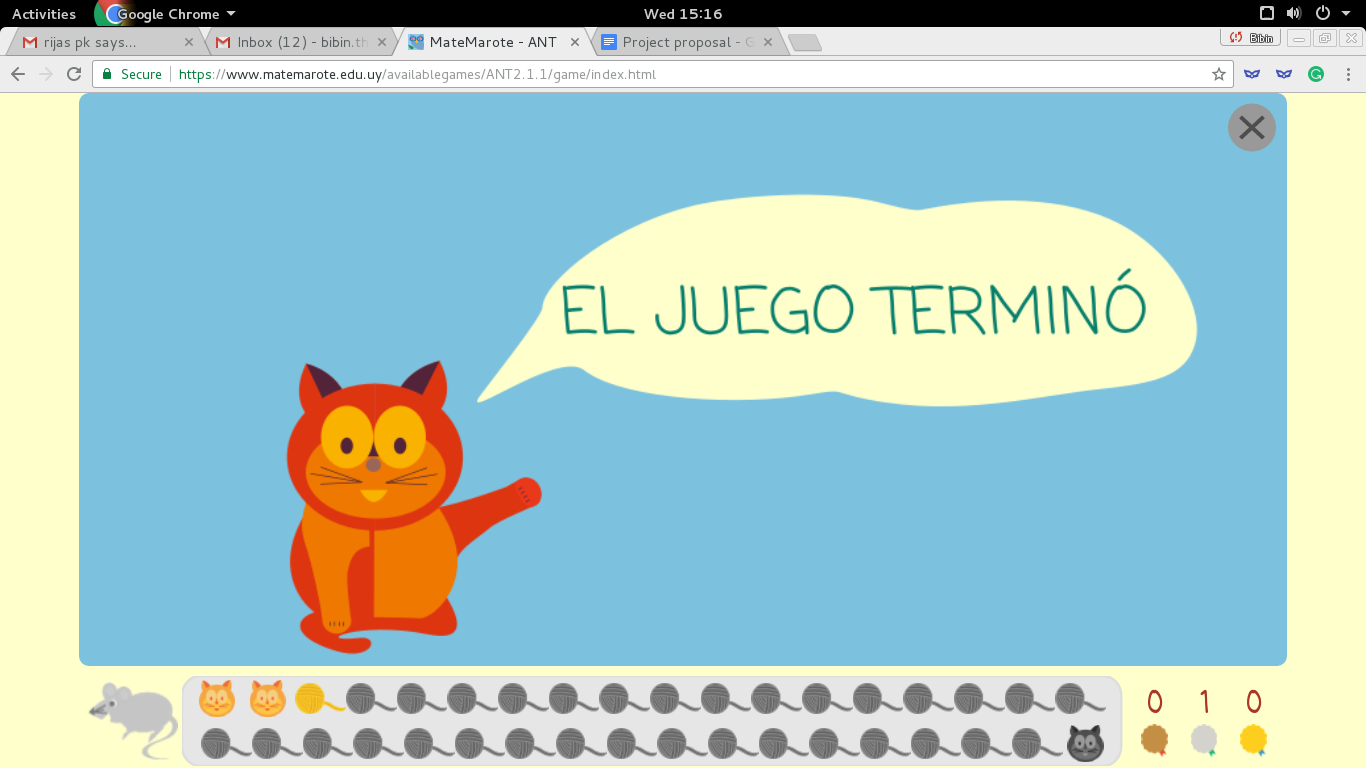 Activities
Google Chrome
Wed 15:16
rijas pk says...
Inbox (12) - bibin.th
MateMarote - ANT
Project proposal - G
Bibin
Secure
https://www.matemarote.edu.uy/availablegames/ANT2.1.1/game/index.html
EL JUEGO TERMINÓ
0 1 0